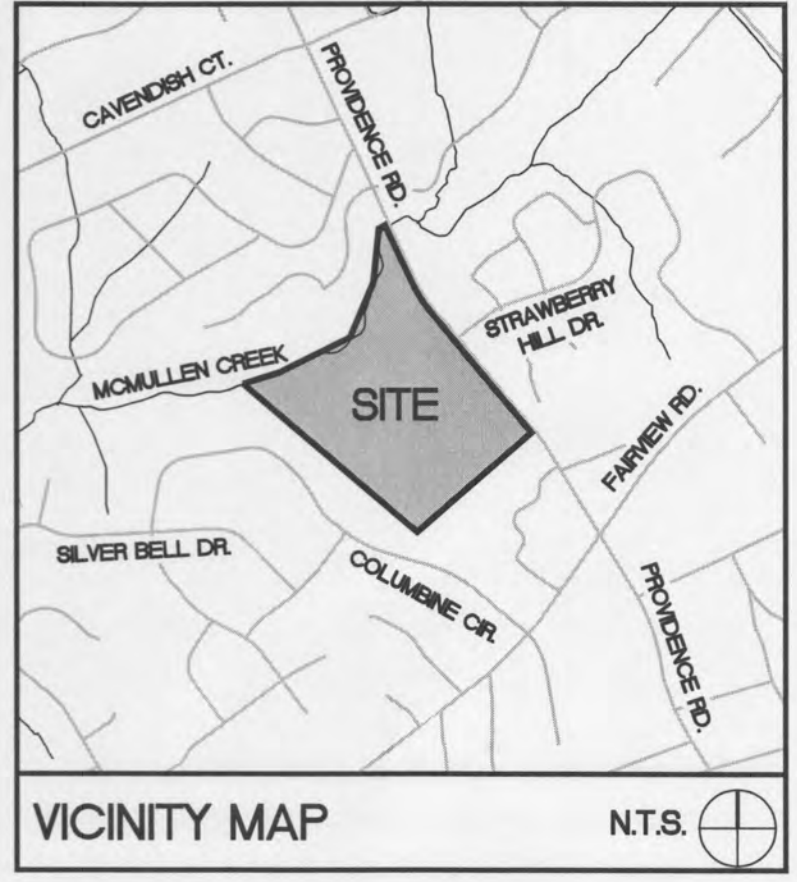 CAVENDISH CT.
PROVIDENCE RD.
STRAWBERRY
HILL DR.
MCMULLEN CREEK
SITE
FAIRVIEW RD.
SILVER BELL DR.
COLUMBINE CIR.
PROVIDENCE RD.
VICINITY MAP
N.T.S.